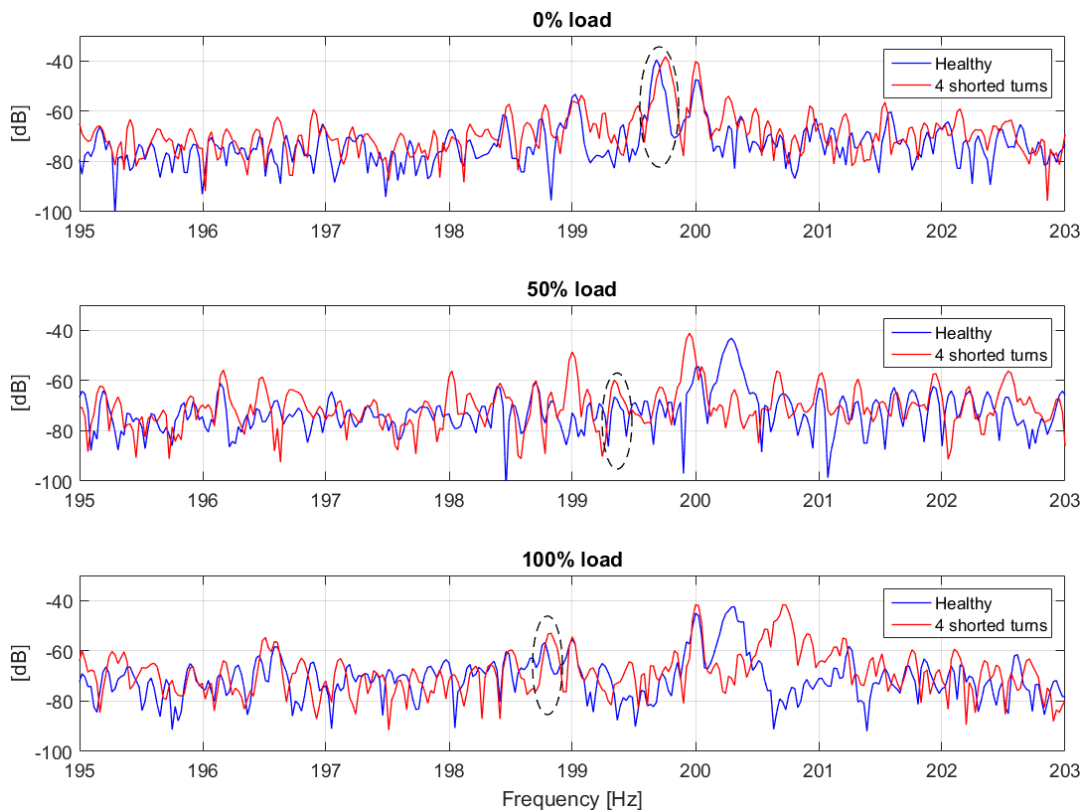 0% load
[dB]
-40
-60
-80
-100
Healthy
4 shorted turns
195 196 197 198 199 200 201 202 203
50% load
[dB]
-40
-60
-80
-100
Healthy
4 shorted turns
195 196 197 198 199 200 201 202 203
100% load
[dB]
-40
-60
-80
-100
Healthy
4 shorted turns
195 196 197 198 199 200 201 202 203
Frequency [Hz]